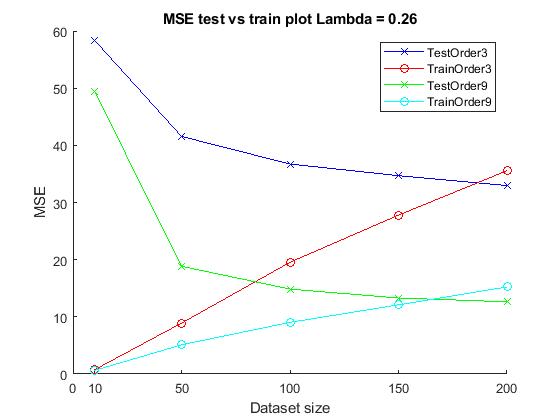 MSE test vs train plot Lambda = 0.26
60
50
40
30
20
10
0
MSE
TestOrder3
TrainOrder3
TestOrder9
TrainOrder9
0 10 50 100 150 200
Dataset size